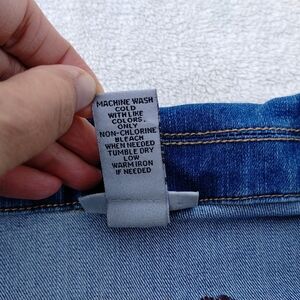 MACHINE WASH
COLD
WITH LIKE
COLORS.
ONLY
NON-CHLORINE
BLEACH
WHEN NEEDED
TUMBLE DRY
LOW
WARM IRON
IF NEEDED